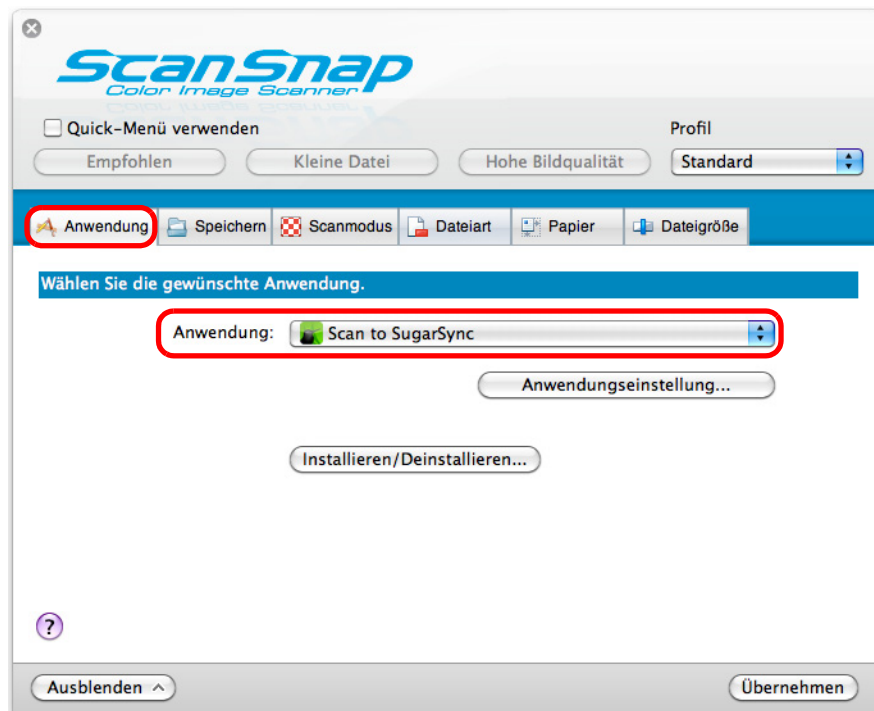 ScanSnap
Color Image Scanner
Quick-Menü verwenden
Profil
Empfohlen
Kleine Datei
Hohe Bildqualität
Standard
Anwendung
Speichern
Scanmodus
Dateiart
Papier
Dateigröße
Wählen Sie die gewünschte Anwendung.
Anwendung:
Scan to SugarSync
Anwendungseinstellung...
Installieren/Deinstallieren...
?
Ausblenden
Übernehmen